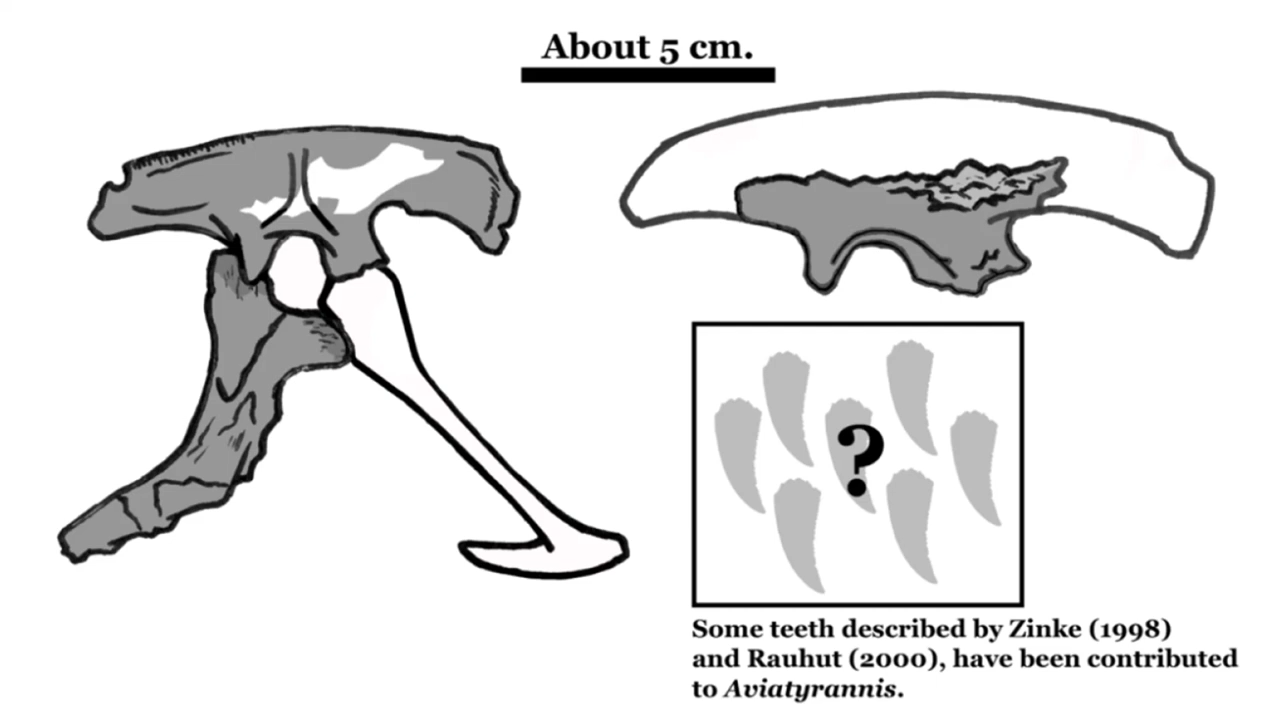 About 5 cm.
?
Some teeth described by Zinke (1998)
and Rauhut (2000), have been contributed
to Aviatyrannis.